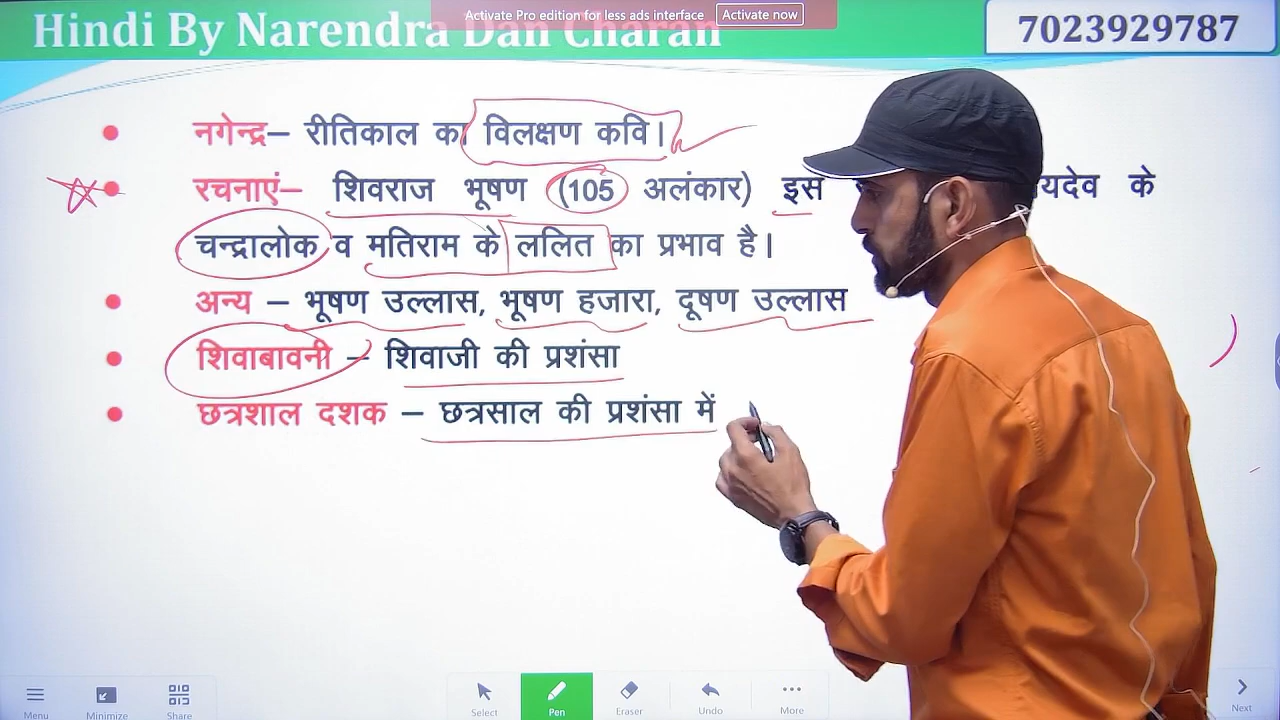 Activate Pro edition for less ads interface Activate now
Hindi By Narendra Dan Charan
7023929787
नगेन्द्र– रीतिकाल का विलक्षण कवि।
रचनाएं– शिवराज भूषण (105 अलंकार) इस यदेव के
चन्द्रालोक व मतिराम के ललित का प्रभाव है।
अन्य – भूषण उल्लास, भूषण हजारा, दूषण उल्लास
शिवाबावनी – शिवाजी की प्रशंसा
छत्रशाल दशक – छत्रसाल की प्रशंसा में
Menu Minimize Share Select Pen Eraser Undo More Next